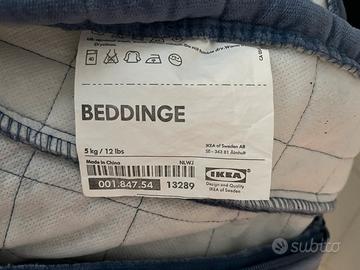 BEDDINGE
5 kg / 12 lbs
IKEA of Sweden AB
SE - 343 81 Älmhult
Made in China
NLWJ
001.847.54
13289
IKEA
Design and Quality
IKEA of Sweden
subito